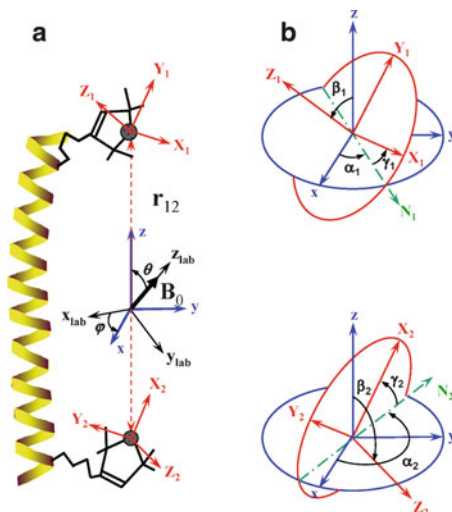 a
b
Y1
Z1
X1
r12
z
zlab
θ
B0
xlab
φ
x
y
ylab
X2
Y2
Z2
z
Y1
Z1
β1
y
X1
α1
γ1
x
N1
z
X2
β2
γ2
N2
Y2
y
α2
x
Z2